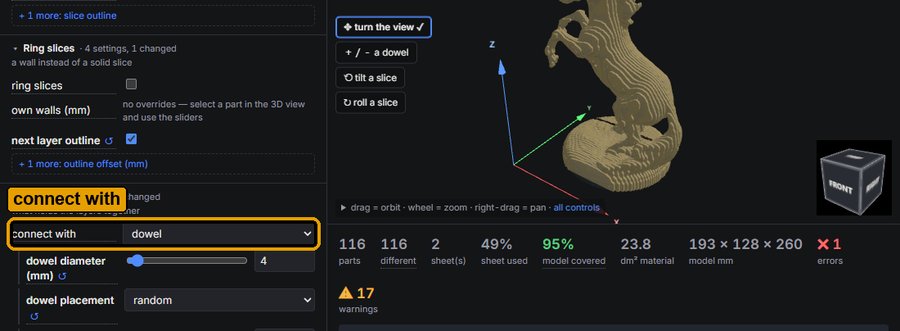 + 1 more: slice outline
Ring slices · 4 settings, 1 changed
a wall instead of a solid slice
ring slices
own walls (mm)
no overrides — select a part in the 3D view
and use the sliders
next layer outline ↺
+ 1 more: outline offset (mm)
connect with
changed
connect with
dowel
dowel diameter
(mm) ↺
4
dowel placement
↺
random
✥ turn the view ✓
+ / - a dowel
⟲ tilt a slice
↻ roll a slice
Z
Y
X
FRONT
▶ drag = orbit · wheel = zoom · right-drag = pan · all controls
116
parts
116
different
2
sheet(s)
49%
sheet used
95%
model covered
23.8
dm² material
193 × 128 × 260
model mm
❌ 1
errors
⚠ 17
warnings